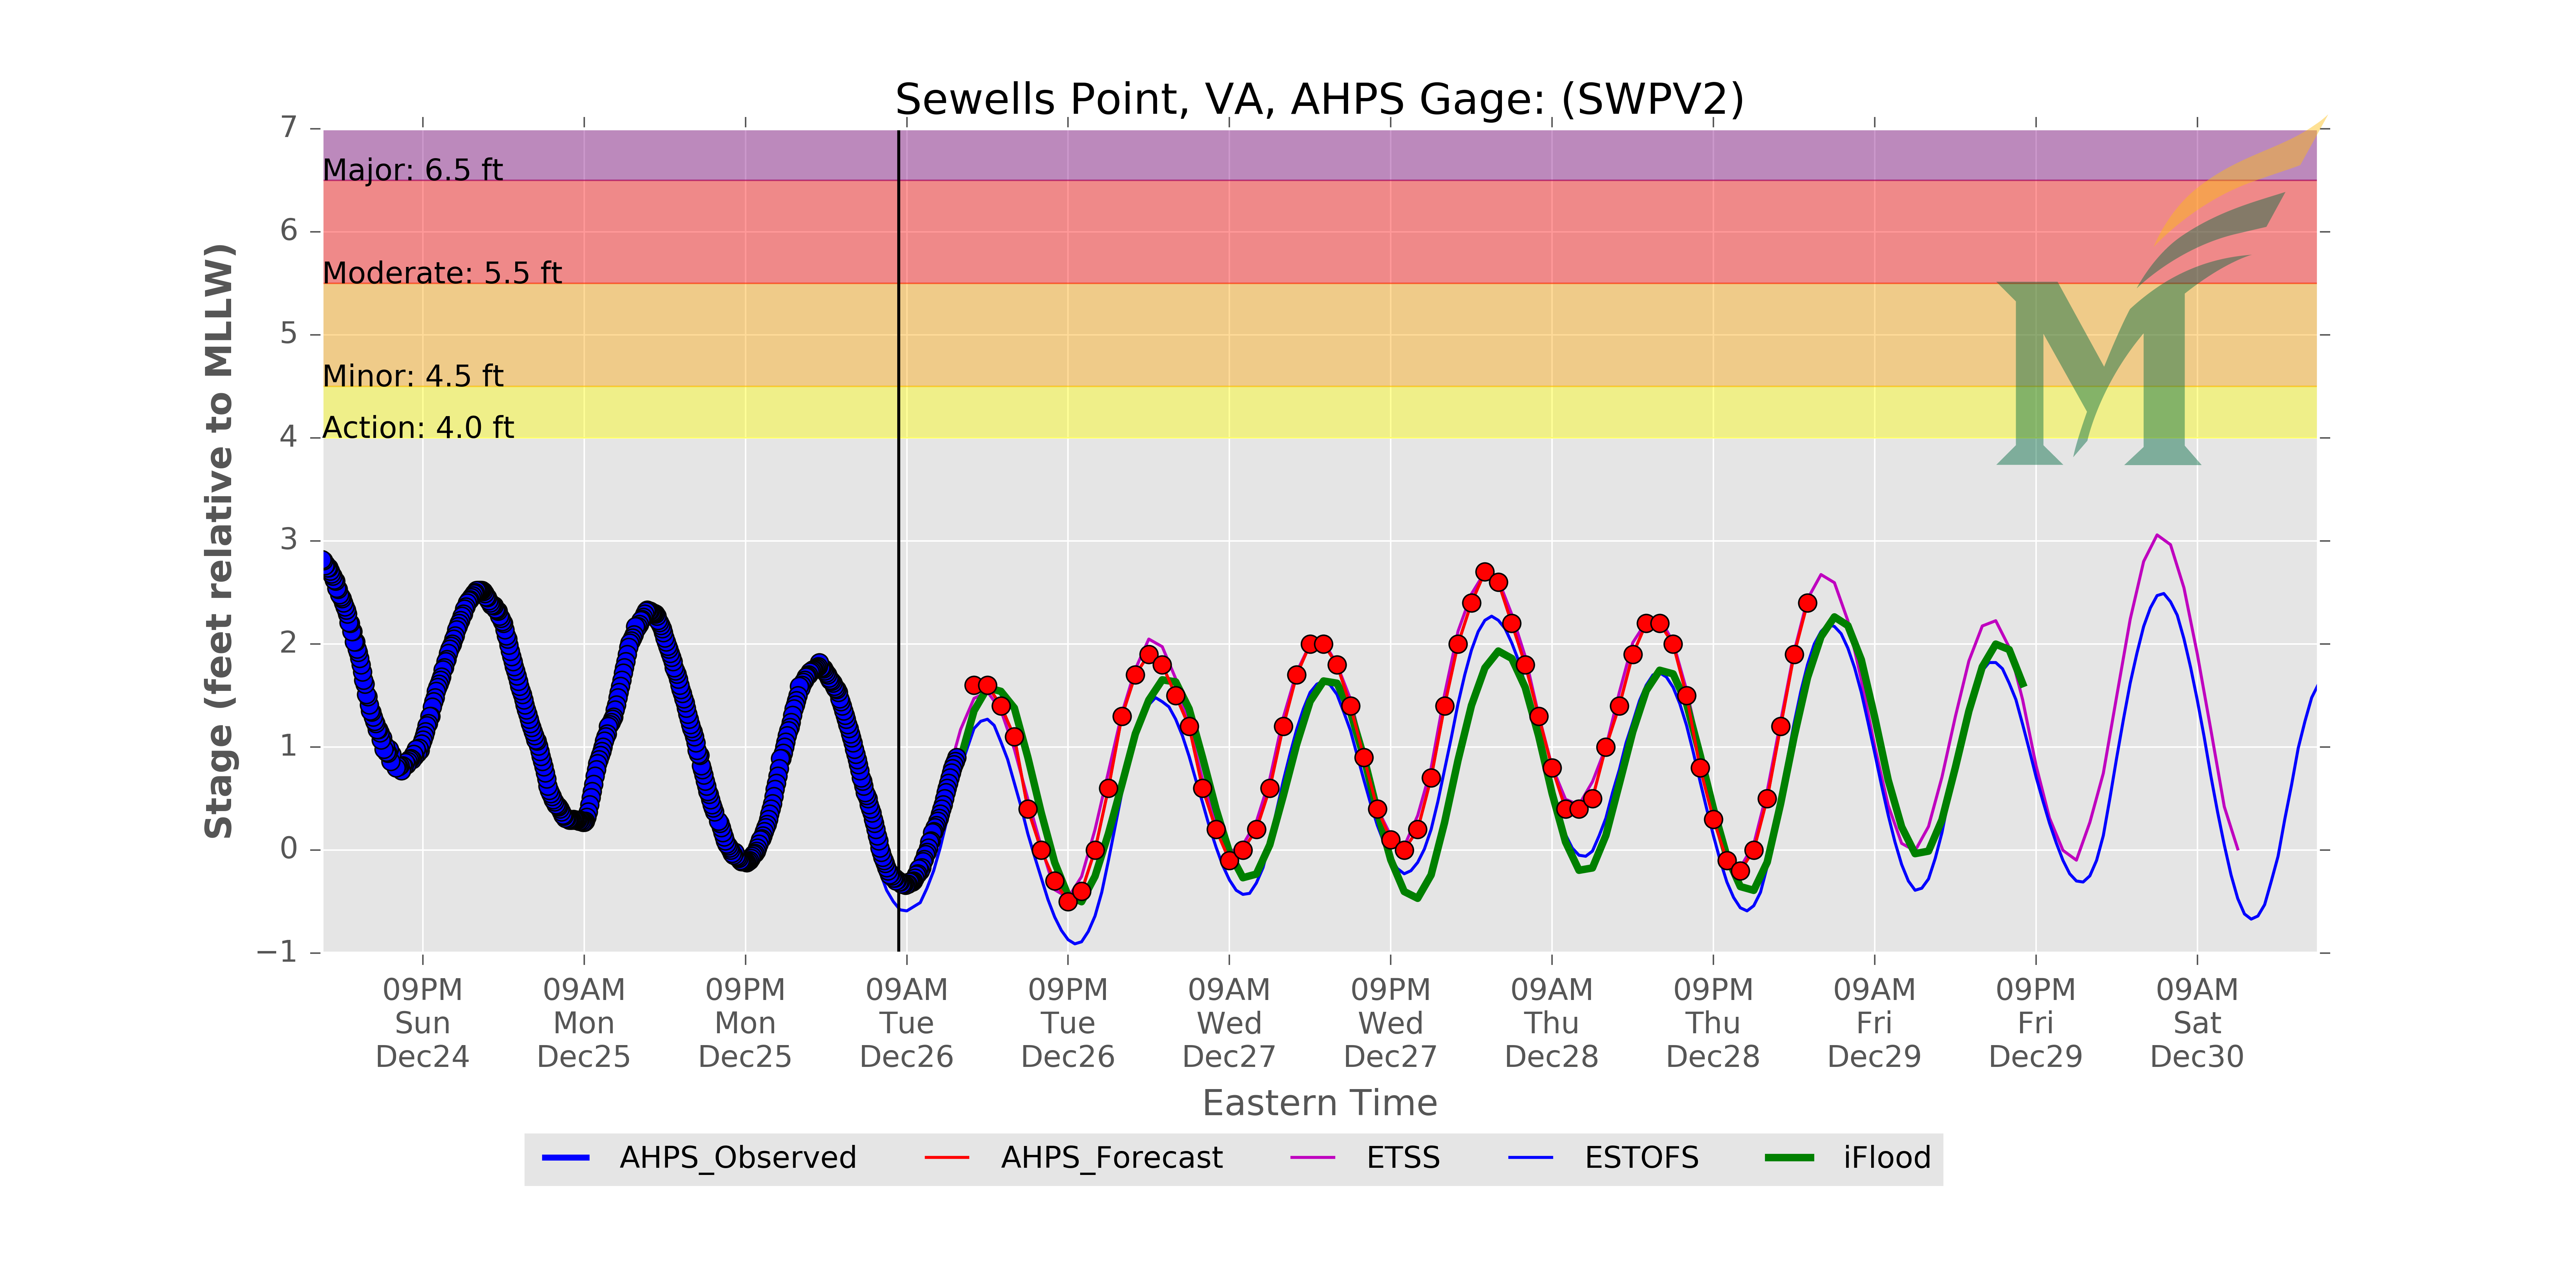 Sewells Point, VA, AHPS Gage: (SWPV2)
7
Major: 6.5 ft
6
Moderate: 5.5 ft
5
Minor: 4.5 ft
Action: 4.0 ft
4
3
2
1
0
−1
Stage (feet relative to MLLW)
09PM 09AM 09PM 09AM 09PM 09AM 09PM 09AM 09PM 09AM 09PM 09AM
Sun Mon Mon Tue Tue Wed Wed Thu Thu Fri Fri Sat
Dec24 Dec25 Dec25 Dec26 Dec26 Dec27 Dec27 Dec28 Dec28 Dec29 Dec29 Dec30
Eastern Time
AHPS_Observed AHPS_Forecast ETSS ESTOFS iFlood
M